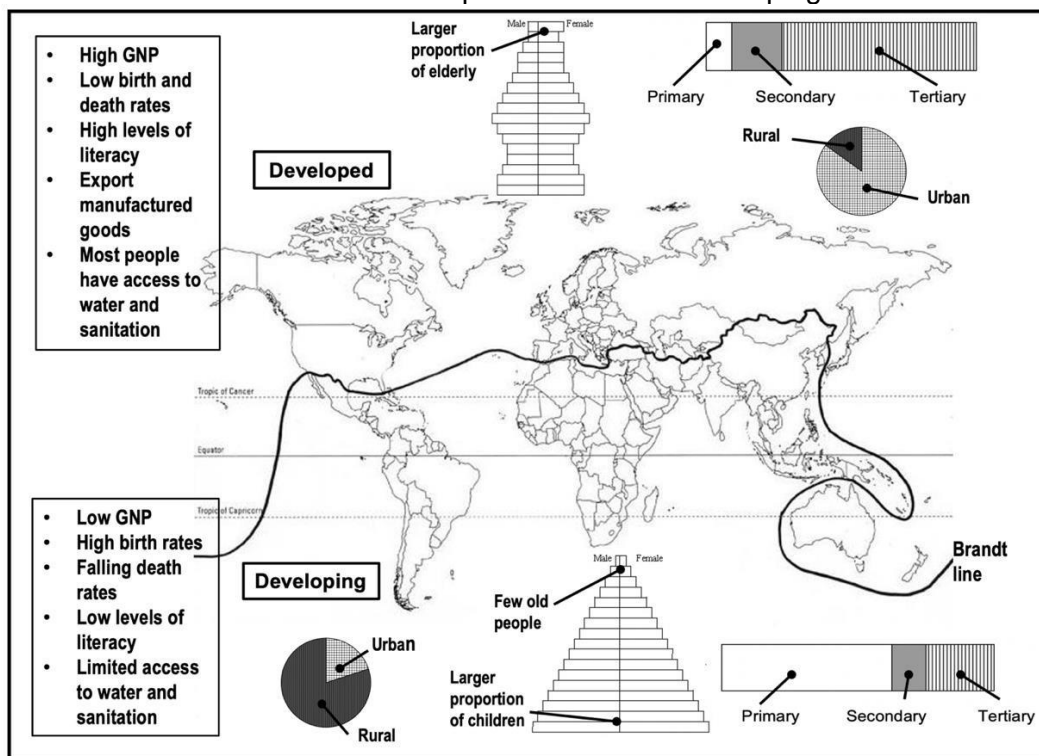 • High GNP
• Low birth and
death rates
• High levels of
literacy
• Export
manufactured
goods
• Most people
have access to
water and
sanitation
Larger
proportion
of elderly
Male
Female
Primary
Secondary
Tertiary
Rural
Urban
Developed
Tropic of Cancer
Equator
Tropic of Capricorn
• Low GNP
• High birth rates
• Falling death
rates
• Low levels of
literacy
• Limited access
to water and
sanitation
Developing
Urban
Rural
Male
Female
Few old
people
Larger
proportion
of children
Brandt
line
Primary
Secondary
Tertiary